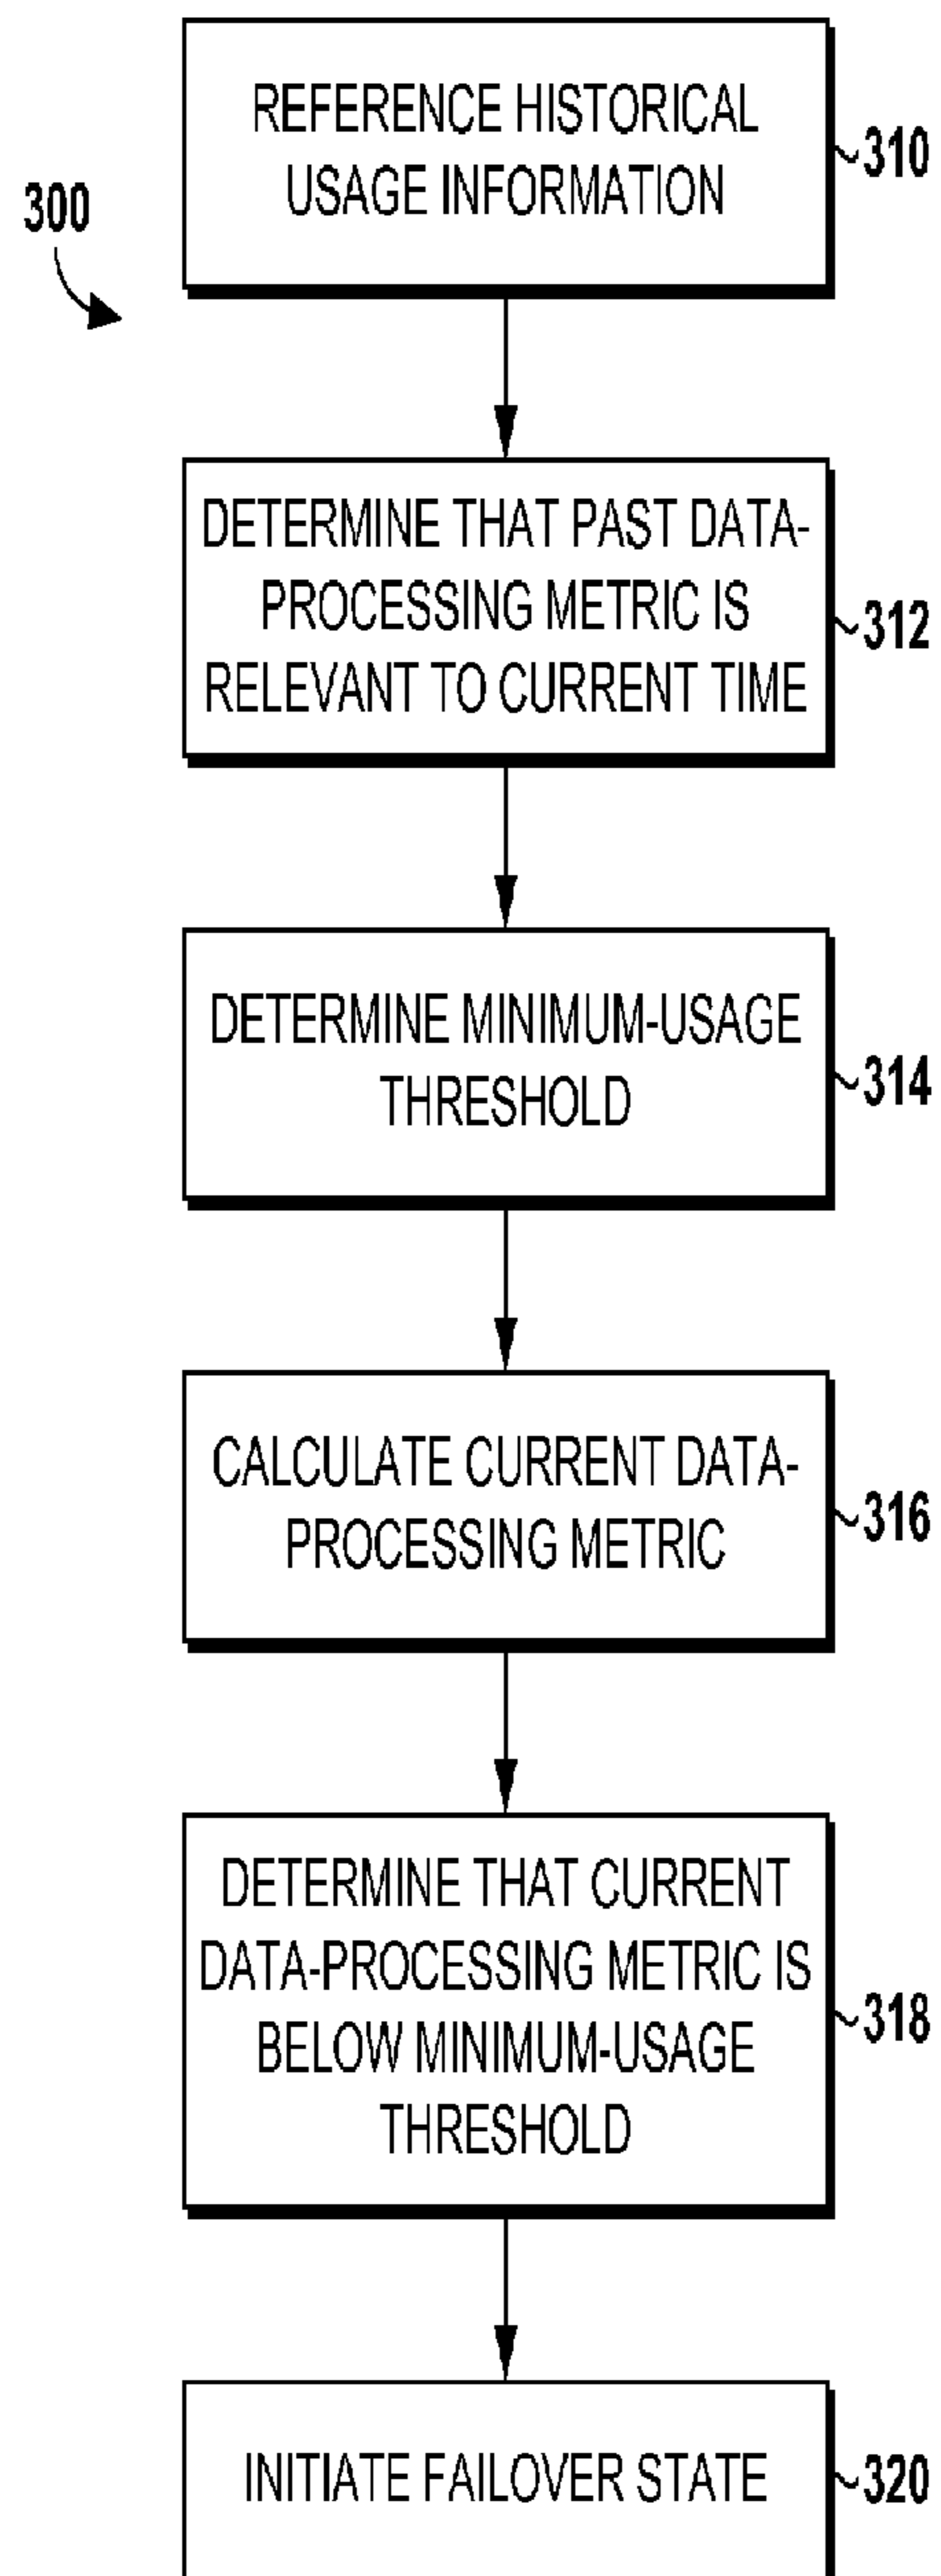 REFERENCE HISTORICAL
USAGE INFORMATION
310
300
DETERMINE THAT PAST DATA-
PROCESSING METRIC IS
RELEVANT TO CURRENT TIME
312
DETERMINE MINIMUM-USAGE
THRESHOLD
314
CALCULATE CURRENT DATA-
PROCESSING METRIC
316
DETERMINE THAT CURRENT
DATA-PROCESSING METRIC IS
BELOW MINIMUM-USAGE
THRESHOLD
318
INITIATE FAILOVER STATE
320